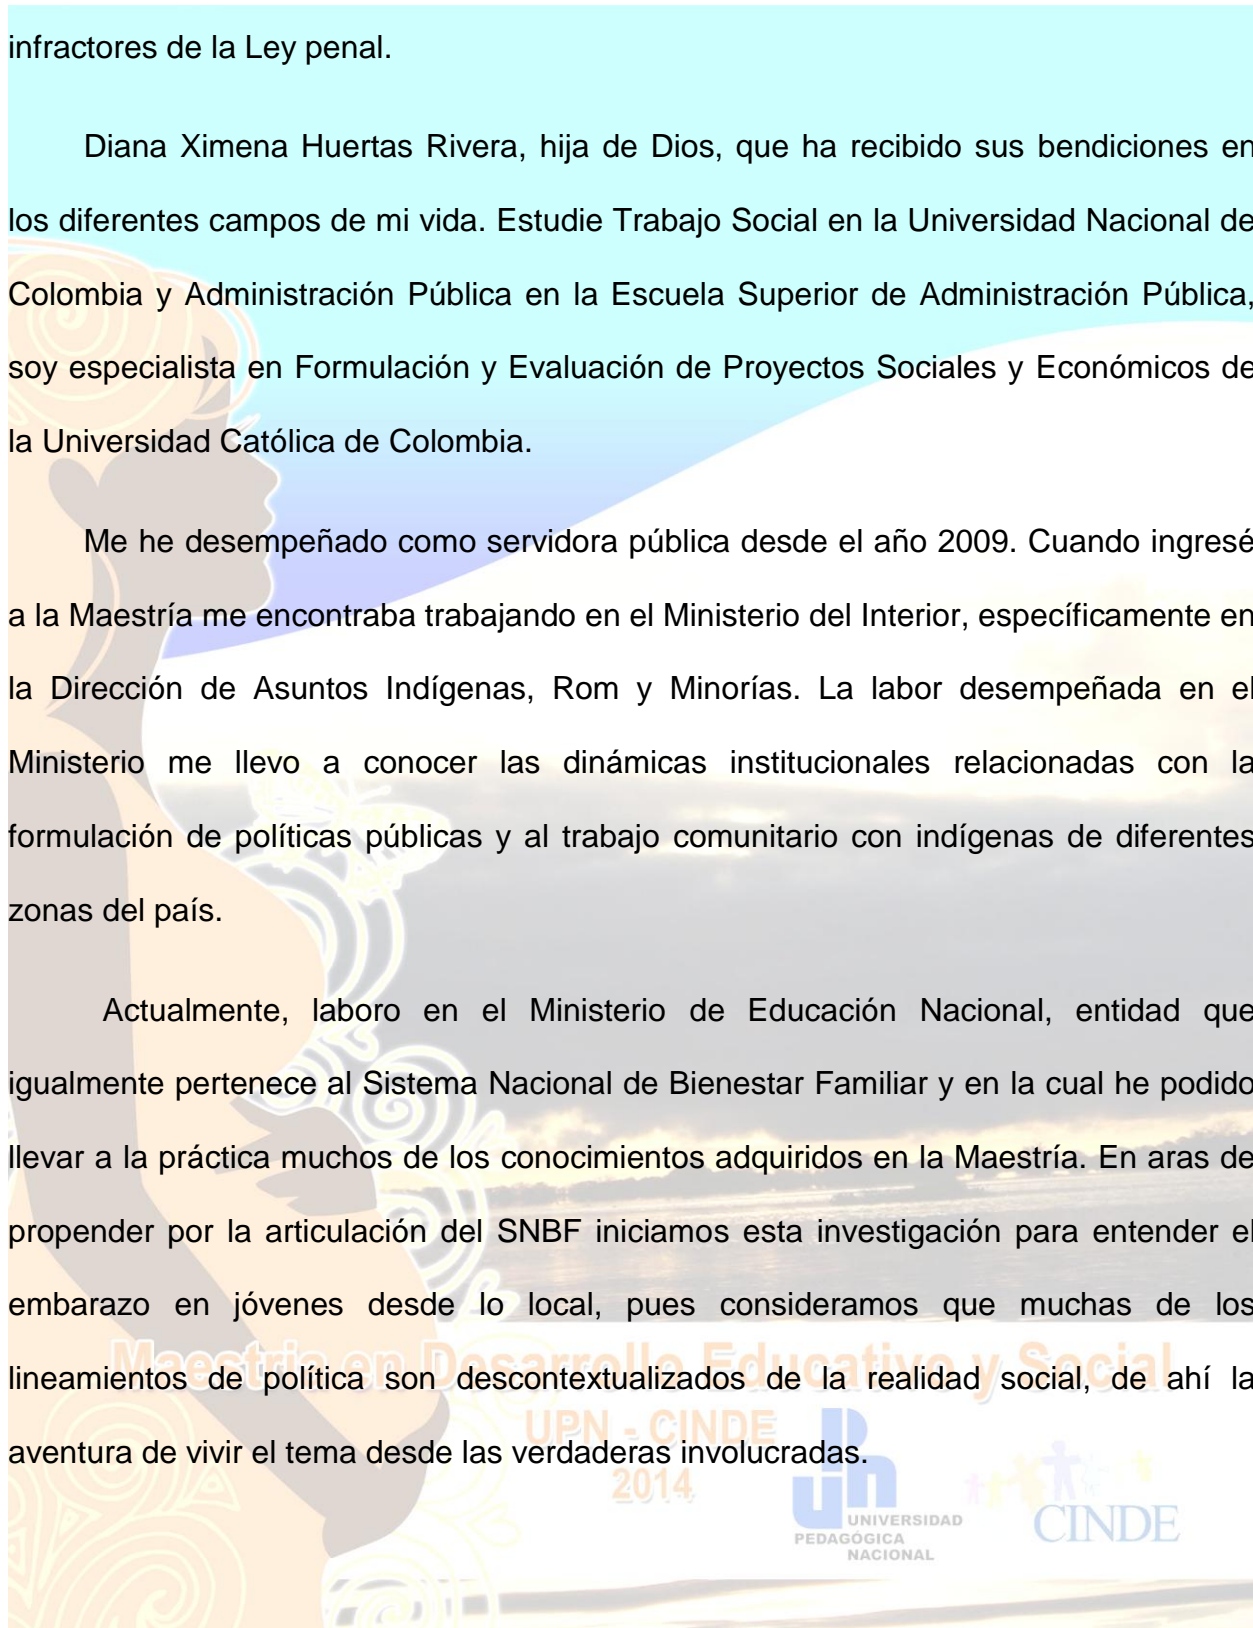 infractores de la Ley penal.
Diana Ximena Huertas Rivera, hija de Dios, que ha recibido sus bendiciones en
los diferentes campos de mi vida. Estudie Trabajo Social en la Universidad Nacional de
Colombia y Administración Pública en la Escuela Superior de Administración Pública,
soy especialista en Formulación y Evaluación de Proyectos Sociales y Económicos de
la Universidad Católica de Colombia.
Me he desempeñado como servidora pública desde el año 2009. Cuando ingresé
a la Maestría me encontraba trabajando en el Ministerio del Interior, específicamente en
la Dirección de Asuntos Indígenas, Rom y Minorías. La labor desempeñada en el
Ministerio me llevo a conocer las dinámicas institucionales relacionadas con la
formulación de políticas públicas y al trabajo comunitario con indígenas de diferentes
zonas del país.
Actualmente, laboro en el Ministerio de Educación Nacional, entidad que
igualmente pertenece al Sistema Nacional de Bienestar Familiar y en la cual he podido
llevar a la práctica muchos de los conocimientos adquiridos en la Maestría. En aras de
propender por la articulación del SNBF iniciamos esta investigación para entender el
embarazo en jóvenes desde lo local, pues consideramos que muchas de los
Maestria en Desarrollo Educativo y Social
lineamientos de política son descontextualizados de la realidad social, de ahí la
UPN - CINDE
aventura de vivir el tema desde las verdaderas involucradas.
2014
upn
UNIVERSIDAD
PEDAGÓGICA
NACIONAL
CINDE